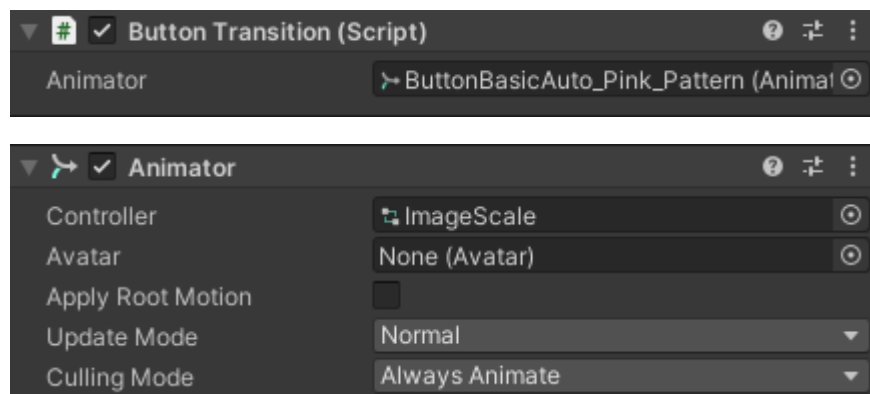 # Button Transition (Script)
Animator ButtonBasicAuto_Pink_Pattern (Animat
Animator
Controller ImageScale
Avatar None (Avatar)
Apply Root Motion
Update Mode Normal
Culling Mode Always Animate